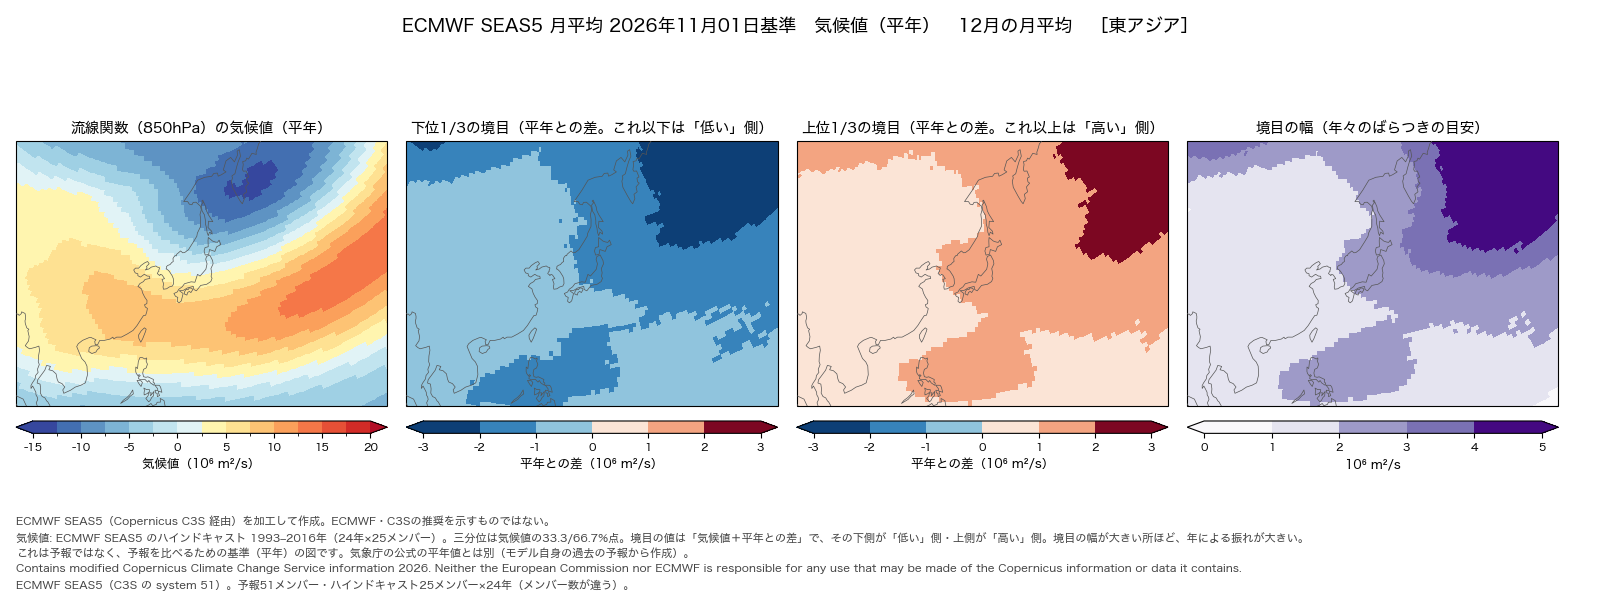 ECMWF SEAS5 月平均 2026年11月01日基準　気候値（平年）　12月の月平均　［東アジア］
流線関数（850hPa）の気候値（平年）
下位1/3の境目（平年との差。これ以下は「低い」側）
上位1/3の境目（平年との差。これ以上は「高い」側）
境目の幅（年々のばらつきの目安）
-15 -10 -5 0 5 10 15 20
気候値（10⁶ m²/s）
-3 -2 -1 0 1 2 3
平年との差（10⁶ m²/s）
-3 -2 -1 0 1 2 3
平年との差（10⁶ m²/s）
0 1 2 3 4 5
10⁶ m²/s
ECMWF SEAS5（Copernicus C3S 経由）を加工して作成。ECMWF・C3Sの推奨を示すものではない。
気候値: ECMWF SEAS5 のハインドキャスト 1993–2016年（24年×25メンバー）。三分位は気候値の33.3/66.7%点。境目の値は「気候値＋平年との差」で、その下側が「低い」側・上側が「高い」側。境目の幅が大きい所ほど、年による振れが大きい。
これは予報ではなく、予報を比べるための基準（平年）の図です。気象庁の公式の平年値とは別（モデル自身の過去の予報から作成）。
Contains modified Copernicus Climate Change Service information 2026. Neither the European Commission nor ECMWF is responsible for any use that may be made of the Copernicus information or data it contains.
ECMWF SEAS5（C3S の system 51）。予報51メンバー・ハインドキャスト25メンバー×24年（メンバー数が違う）。